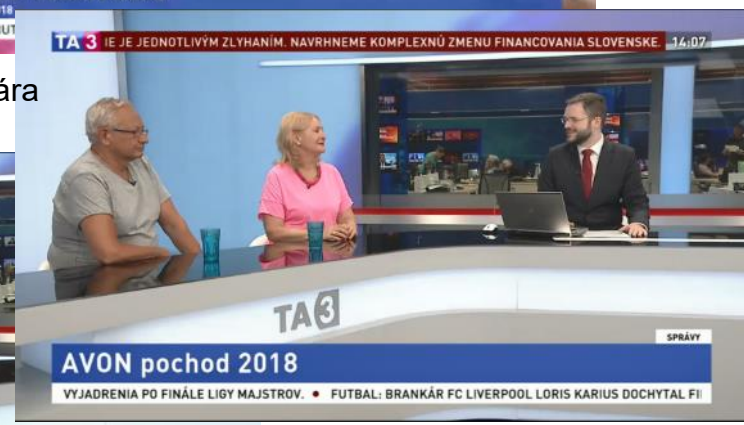 18
TA3 IE JE JEDNOTLIVÝM ZLYHANÍM. NAVRHNEME KOMPLEXNÚ ZMENU FINANCOVANIA SLOVENSKE. 14:07
ára
TA3
SPRÁVY
AVON pochod 2018
VYJADRENIA PO FINÁLE LIGY MAJSTROV. • FUTBAL: BRANKÁR FC LIVERPOOL LORIS KARIUS DOCHYTAL